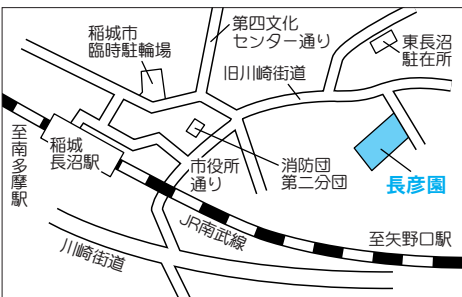 稲城市
臨時駐輪場
第四文化
センター通り
東長沼
駐在所
旧川崎街道
至南多摩駅
稲城
長沼駅
市役所
通り
消防団
第二分団
長彦園
JR南武線
至矢野口駅
川崎街道